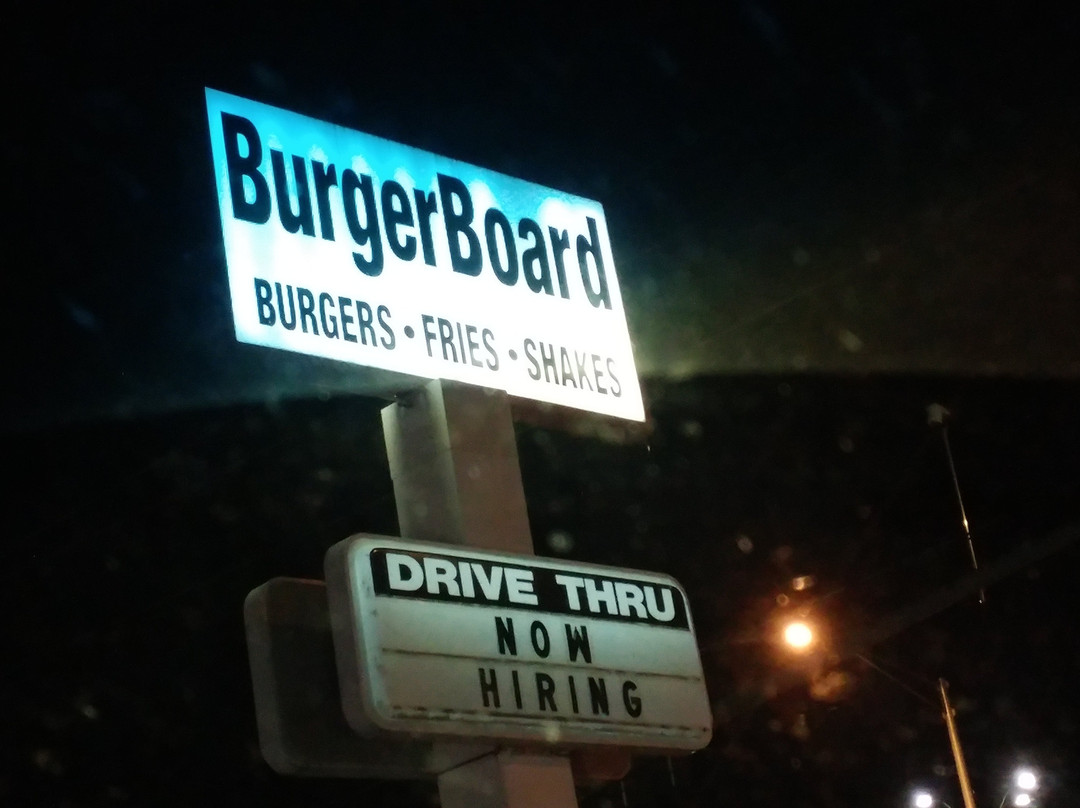 BurgerBoard
BURGERS • FRIES • SHAKES
DRIVE THRU
NOW
HIRING